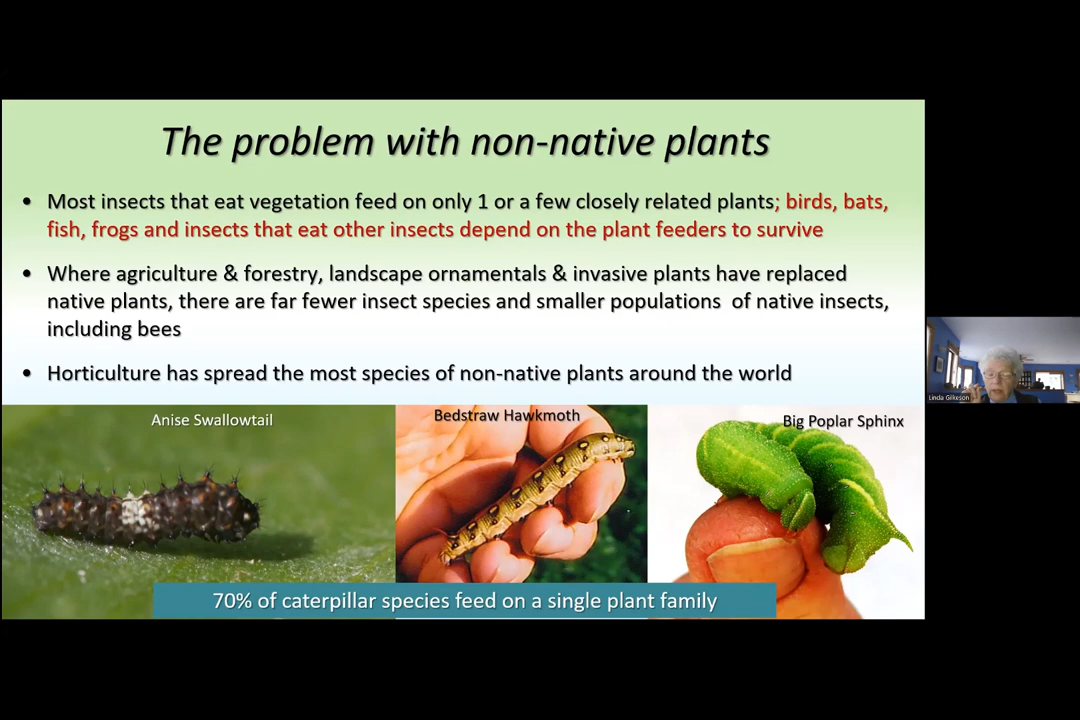 The problem with non-native plants
• Most insects that eat vegetation feed on only 1 or a few closely related plants; birds, bats,
fish, frogs and insects that eat other insects depend on the plant feeders to survive
• Where agriculture & forestry, landscape ornamentals & invasive plants have replaced
native plants, there are far fewer insect species and smaller populations of native insects,
including bees
• Horticulture has spread the most species of non-native plants around the world
Linda Gilkeson
Anise Swallowtail
Bedstraw Hawkmoth
Big Poplar Sphinx
70% of caterpillar species feed on a single plant family